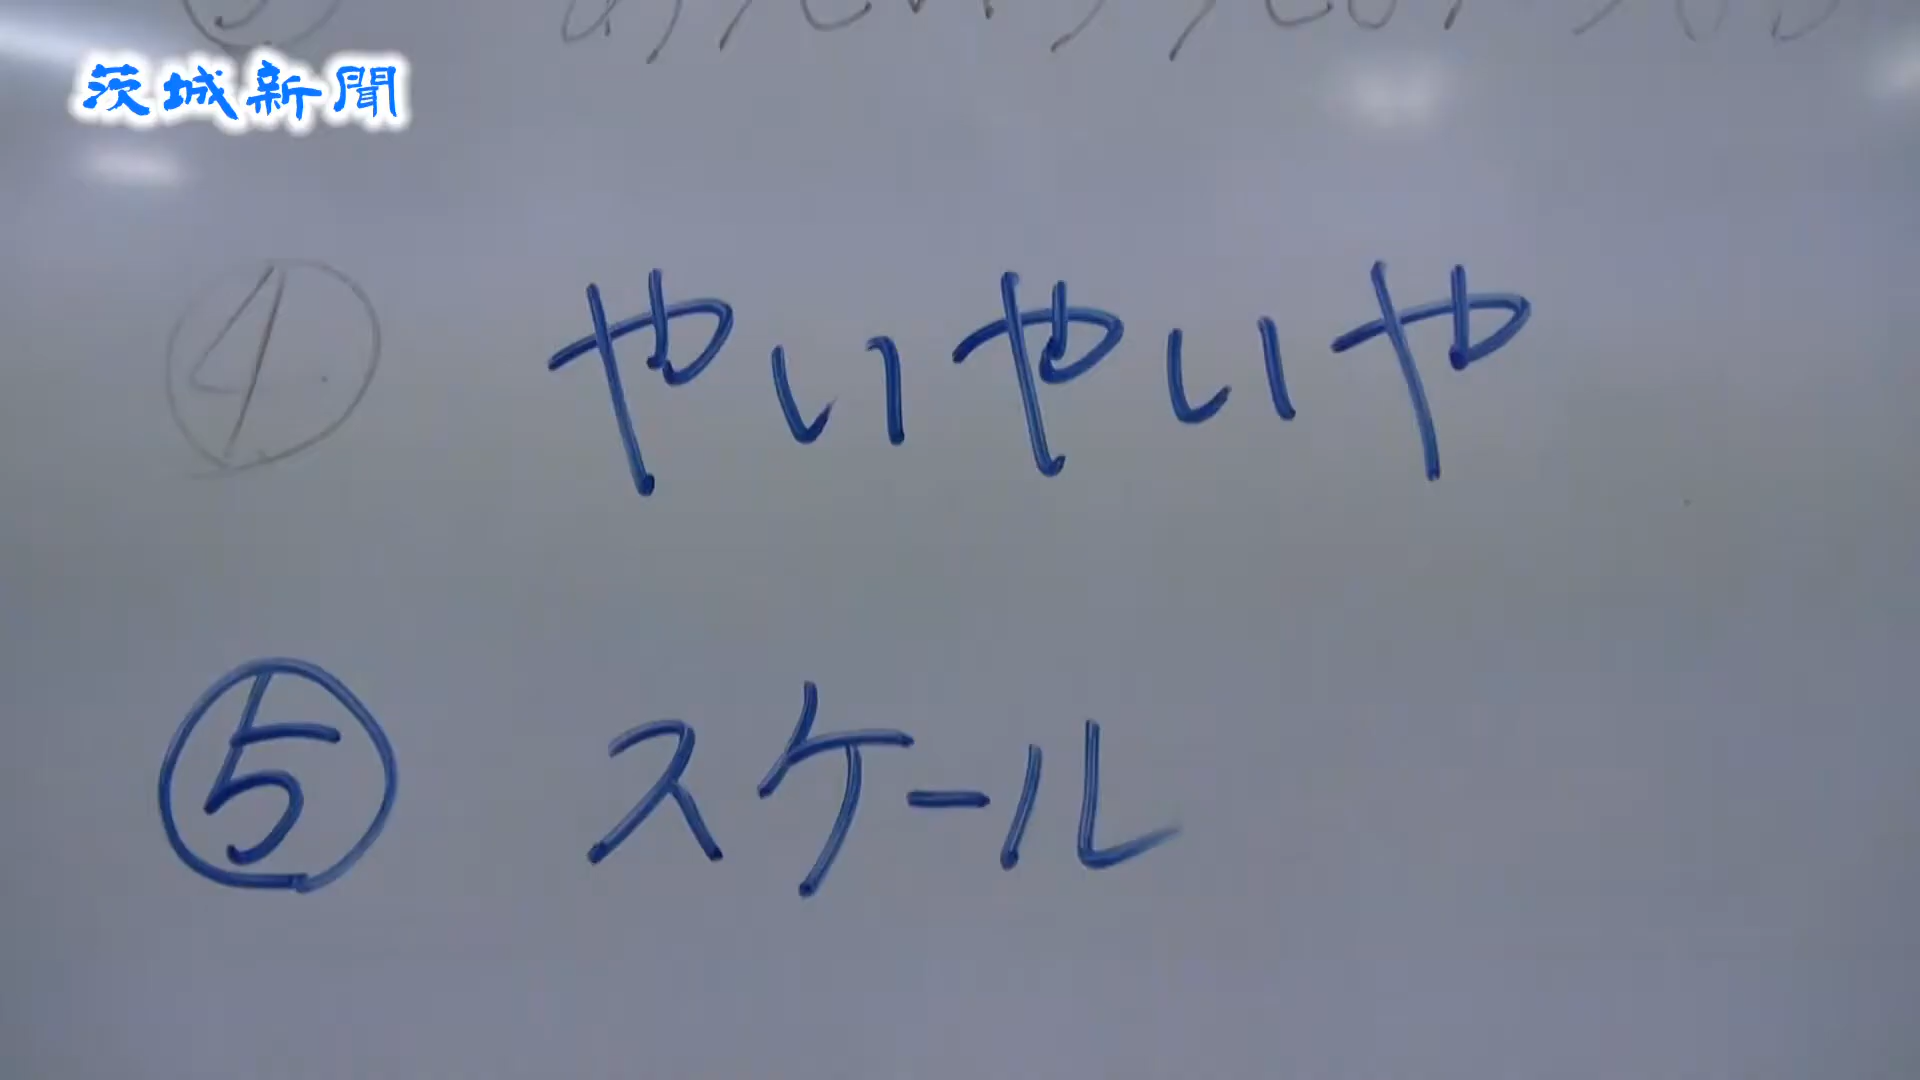 茨城新聞
④ やいやいや
⑤ スケール